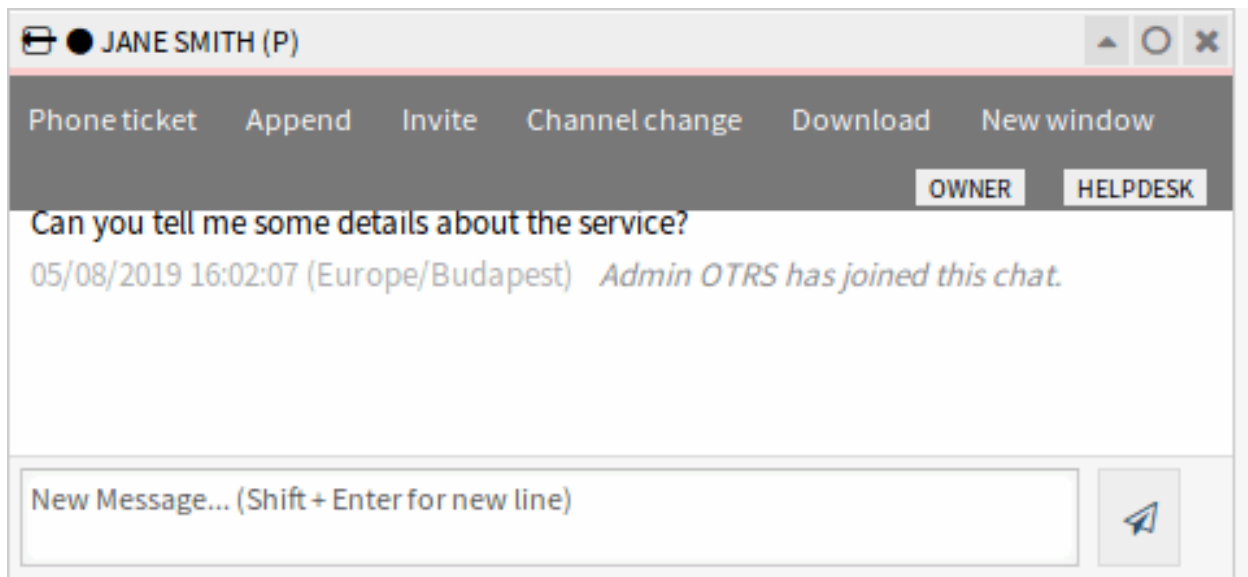 JANE SMITH (P)
Phone ticket Append Invite Channel change Download New window
OWNER HELPDESK
Can you tell me some details about the service?
05/08/2019 16:02:07 (Europe/Budapest) Admin OTRS has joined this chat.
New Message... (Shift + Enter for new line)